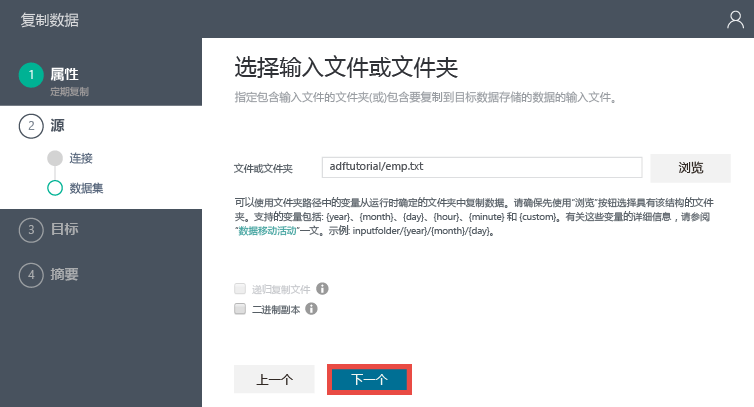 复制数据
1 属性
定期复制
2 源
连接
数据集
3 目标
4 摘要
选择输入文件或文件夹
指定包含输入文件的文件夹(或)包含要复制到目标数据存储的数据的输入文件。
文件或文件夹 adftutorial/emp.txt 浏览
可以使用文件夹路径中的变量从运行时确定的文件夹中复制数据。请确保先使用“浏览”按钮选择具有该结构的文件
夹。支持的变量包括: {year}、{month}、{day}、{hour}、{minute} 和 {custom}。有关这些变量的详细信息，请参阅
“数据移动活动”一文。示例: inputfolder/{year}/{month}/{day}。
递归复制文件
二进制副本
上一个 下一个